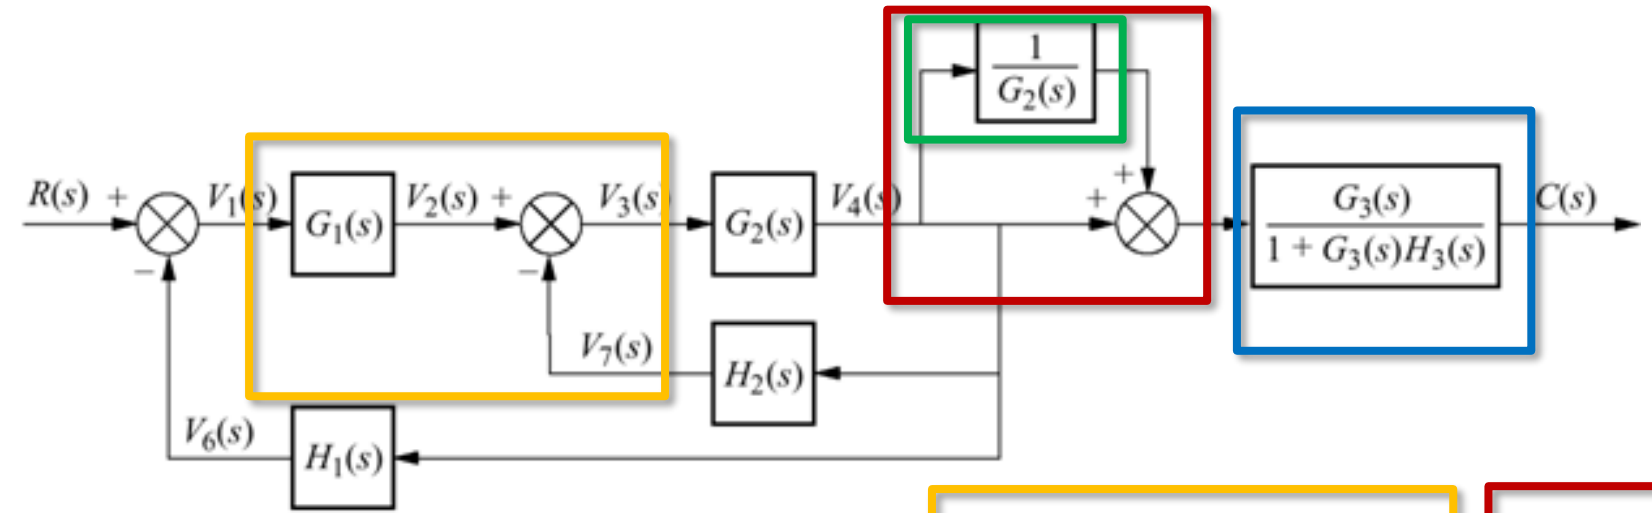 1
G₂(s)
R(s) + V₁(s) G₁(s) V₂(s) + V₃(s) G₂(s) V₄(s) + + G₃(s) C(s)
1 + G₃(s)H₃(s)
− −
V₇(s) H₂(s)
V₆(s) H₁(s)